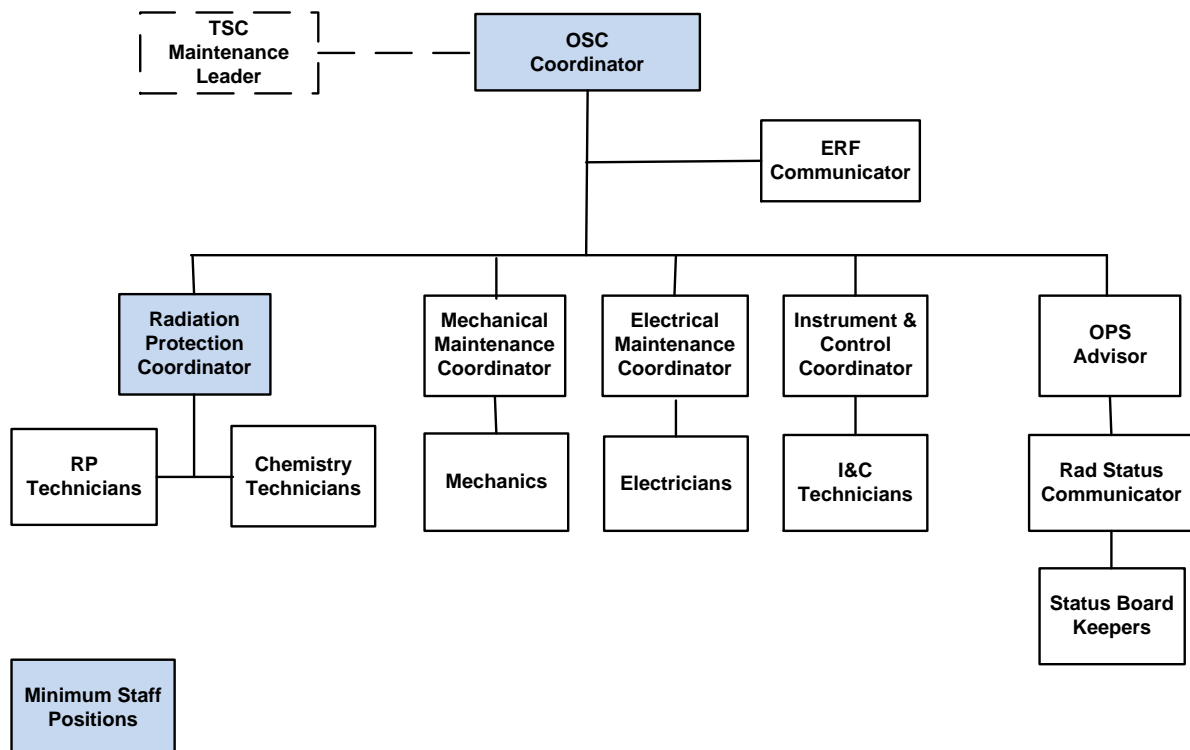 TSC
Maintenance
Leader
OSC
Coordinator
ERF
Communicator
Radiation
Protection
Coordinator
Mechanical
Maintenance
Coordinator
Electrical
Maintenance
Coordinator
Instrument &
Control
Coordinator
OPS
Advisor
RP
Technicians
Chemistry
Technicians
Mechanics
Electricians
I&C
Technicians
Rad Status
Communicator
Status Board
Keepers
Minimum Staff
Positions